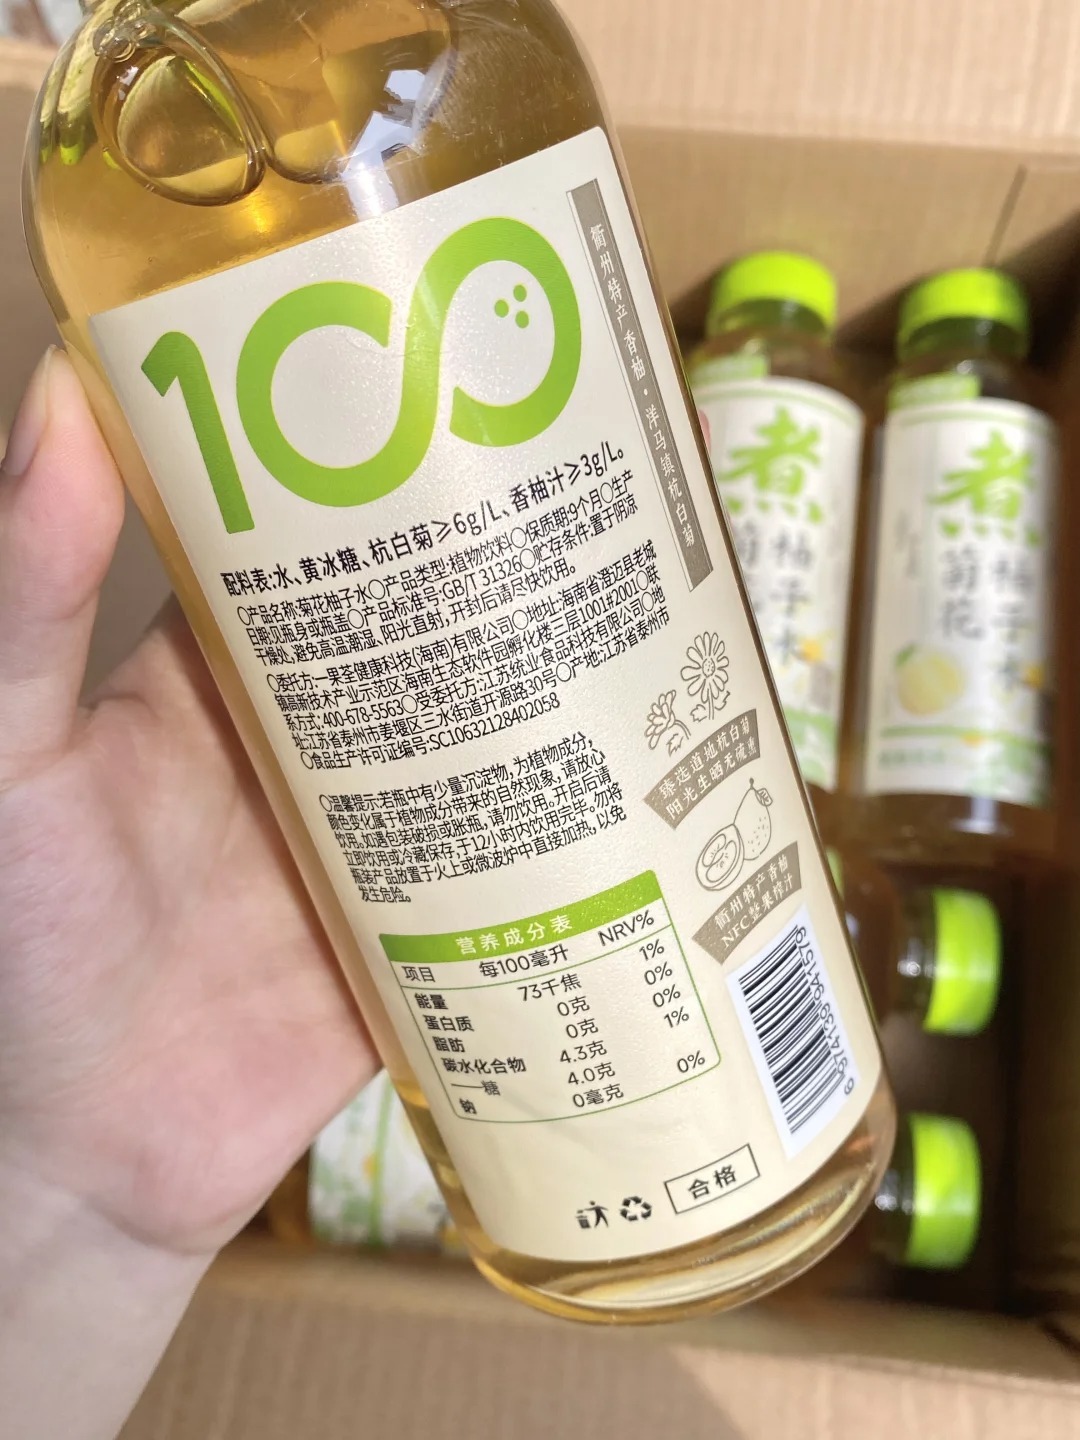 100
衢州特产香柚·洋马镇杭白菊
配料表:水、黄冰糖、杭白菊≥6g/L、香柚汁≥3g/L。
○产品名称:菊花柚子水○产品类型:植物饮料○保质期:9个月○生产
日期:见瓶身或瓶盖○产品标准号:GB/T 31326○贮存条件:置于阴凉
干燥处,避免高温潮湿、阳光直射,开封后请尽快饮用。
○委托方:一果荃健康科技(海南)有限公司○地址:海南省澄迈县老城
镇高新技术产业示范区海南生态软件园孵化楼三层1001#2001○联
系方式:400-678-5563○受委托方:江苏续业食品科技有限公司○地
址:江苏省泰州市姜堰区三水街道升源路30号○产地:江苏省泰州市
○食品生产许可证编号:SC10632128402058
○温馨提示:若瓶中有少量沉淀物,为植物成分,
颜色变化属于植物成分带来的自然现象,请放心
饮用。如遇包装破损或胀瓶,请勿饮用。开启后请
立即饮用或冷藏保存,于12小时内饮用完毕。勿将
瓶装产品放置于火上或微波炉中直接加热,以免
发生危险。
臻选道地杭白菊
阳光生晒无硫熏
衢州特产香柚
NFC整果榨汁
营养成分表
项目 每100毫升 NRV%
能量 73千焦 1%
蛋白质 0克 0%
脂肪 0克 0%
碳水化合物 4.3克 1%
——糖 4.0克
钠 0毫克 0%
合格
煮
菊
柚子水
煮
菊花
柚子水